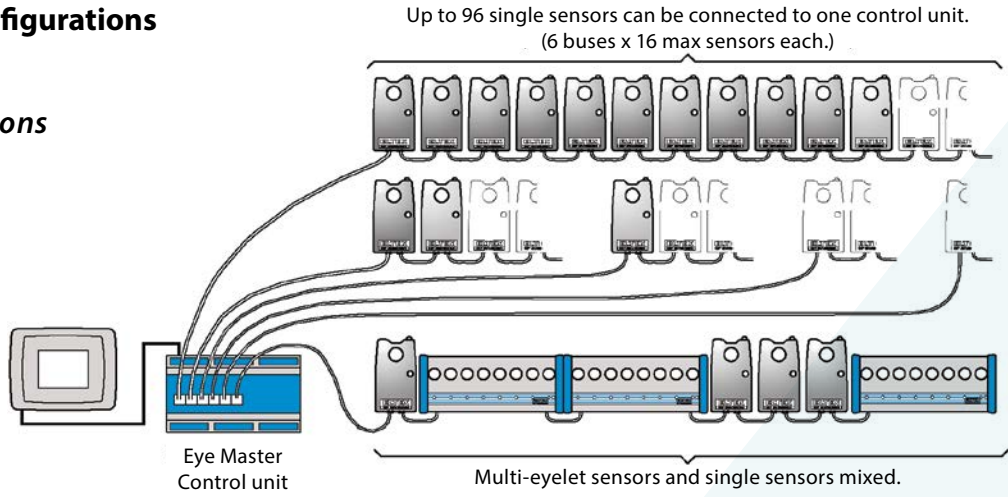 figurations
ons
Up to 96 single sensors can be connected to one control unit.
(6 buses x 16 max sensors each.)
Eye Master
Control unit
Multi-eyelet sensors and single sensors mixed.